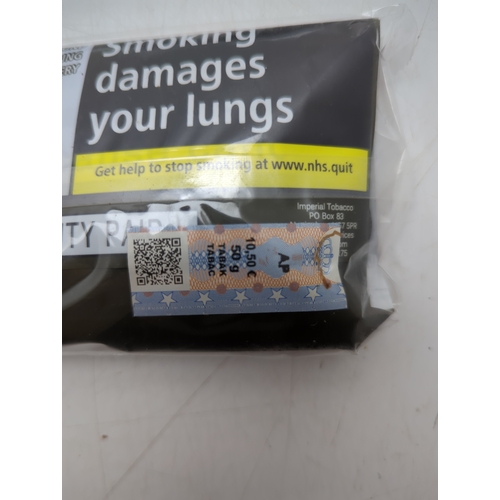 Smoking
damages
your lungs
Get help to stop smoking at www.nhs.quit
Imperial Tobacco
PO Box 83
10,50 €
50 g
TABAK
TABAC
AP